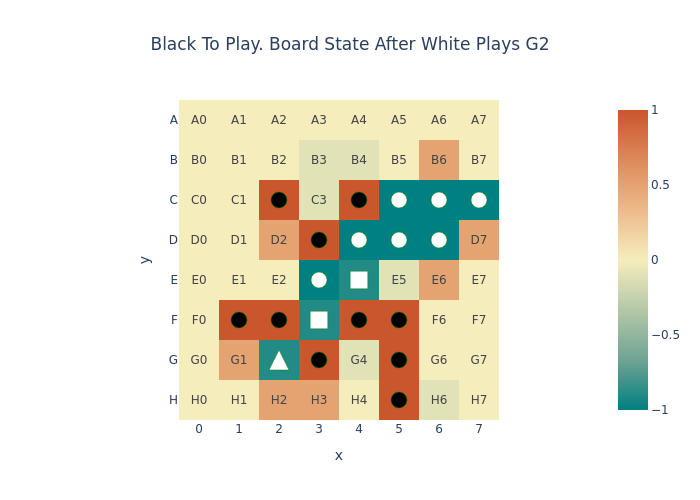 Black To Play. Board State After White Plays G2
A A0 A1 A2 A3 A4 A5 A6 A7
B B0 B1 B2 B3 B4 B5 B6 B7
C C0 C1 C3
D D0 D1 D2 D7
E E0 E1 E2 E5 E6 E7
F F0 F6 F7
G G0 G1 G4 G6 G7
H H0 H1 H2 H3 H4 H6 H7
0 1 2 3 4 5 6 7
x
y
1
0.5
0
−0.5
−1